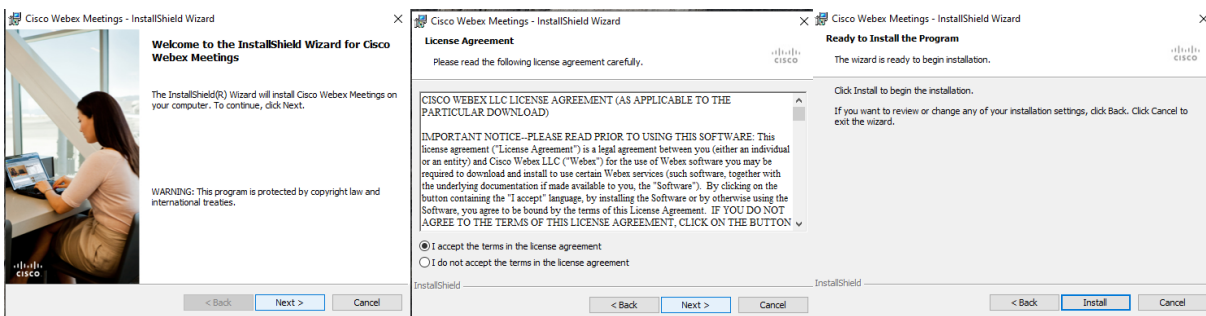 Cisco Webex Meetings - InstallShield Wizard
Welcome to the InstallShield Wizard for Cisco
Webex Meetings
The InstallShield(R) Wizard will install Cisco Webex Meetings on
your computer. To continue, click Next.
WARNING: This program is protected by copyright law and
international treaties.
CISCO
< Back
Next >
Cancel
Cisco Webex Meetings - InstallShield Wizard
License Agreement
Please read the following license agreement carefully.
CISCO
CISCO WEBEX LLC LICENSE AGREEMENT (AS APPLICABLE TO THE
PARTICULAR DOWNLOAD)
IMPORTANT NOTICE--PLEASE READ PRIOR TO USING THIS SOFTWARE: This
license agreement ("License Agreement") is a legal agreement between you (either an individual
or an entity) and Cisco Webex LLC ("Webex") for the use of Webex software you may be
required to download and install to use certain Webex services (such software, together with
the underlying documentation if made available to you, the "Software"). By clicking on the
button containing the "I accept" language, by installing the Software or by otherwise using the
Software, you agree to be bound by the terms of this License Agreement. IF YOU DO NOT
AGREE TO THE TERMS OF THIS LICENSE AGREEMENT, CLICK ON THE BUTTON
I accept the terms in the license agreement
I do not accept the terms in the license agreement
InstallShield
< Back
Next >
Cancel
Cisco Webex Meetings - InstallShield Wizard
Ready to Install the Program
The wizard is ready to begin installation.
CISCO
Click Install to begin the installation.
If you want to review or change any of your installation settings, click Back. Click Cancel to
exit the wizard.
InstallShield
< Back
Install
Cancel